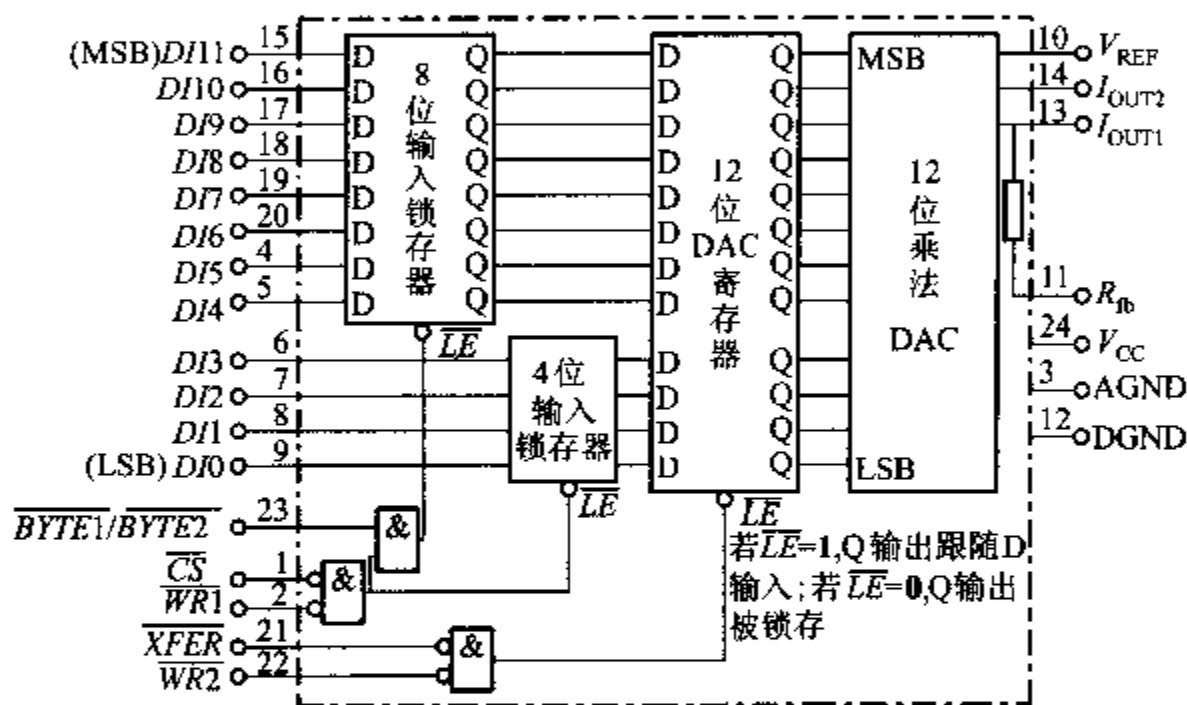 (MSB)DI11 15
DI10 16
DI9 17
DI8 18
DI7 19
DI6 20
DI5 4
DI4 5
DI3 6
DI2 7
DI1 8
(LSB) DI0 9
BYTE1/BYTE2 23
CS 1
WR1 2
XFER 21
WR2 22
D Q
D Q
D Q
D Q
D Q
D Q
D Q
D Q
8
位
输
入
锁
存
器
LE
4位
输入
锁存器
LE
&
&
&
D Q
D Q
D Q
D Q
D Q
D Q
D Q
D Q
D Q
D Q
D Q
D Q
12
位
DAC
寄
存
器
LE
若LE=1,Q输出跟随D
输入;若LE=0,Q输出
被锁存
MSB
12
位
乘
法
DAC
LSB
10 VREF
14 IOUT2
13 IOUT1
11 Rfb
24 VCC
3 AGND
12 DGND